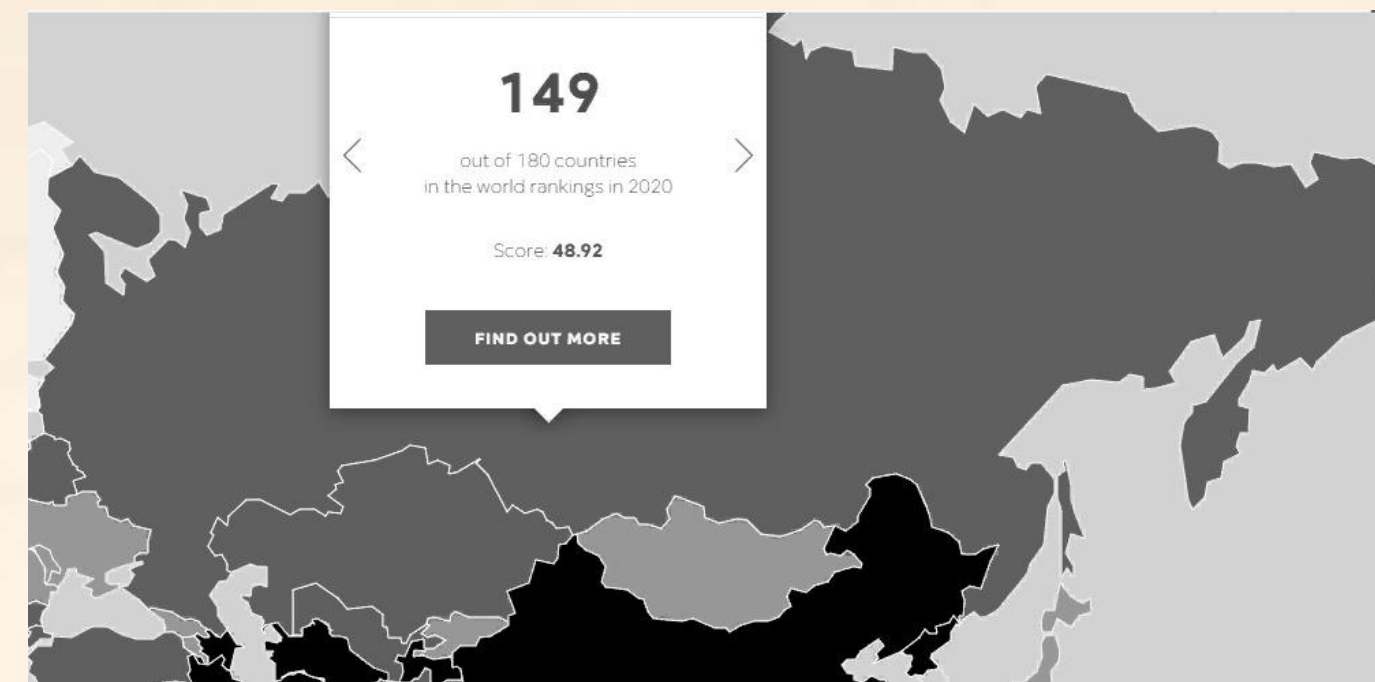 149
out of 180 countries
in the world rankings in 2020
Score: 48.92
FIND OUT MORE